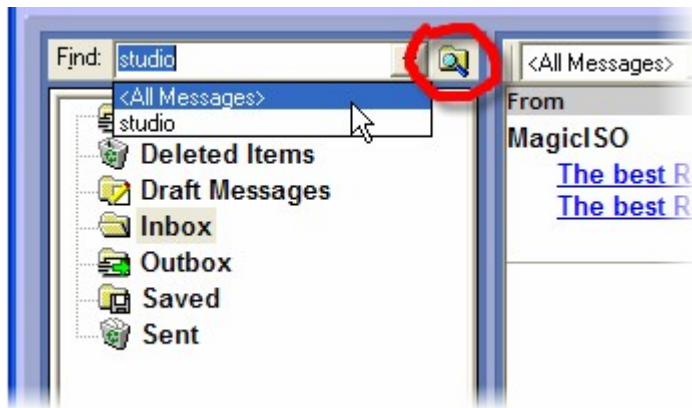 Find: studio
<All Messages>
studio
Deleted Items
Draft Messages
Inbox
Outbox
Saved
Sent
<All Messages>
From
MagicISO
The best R
The best R